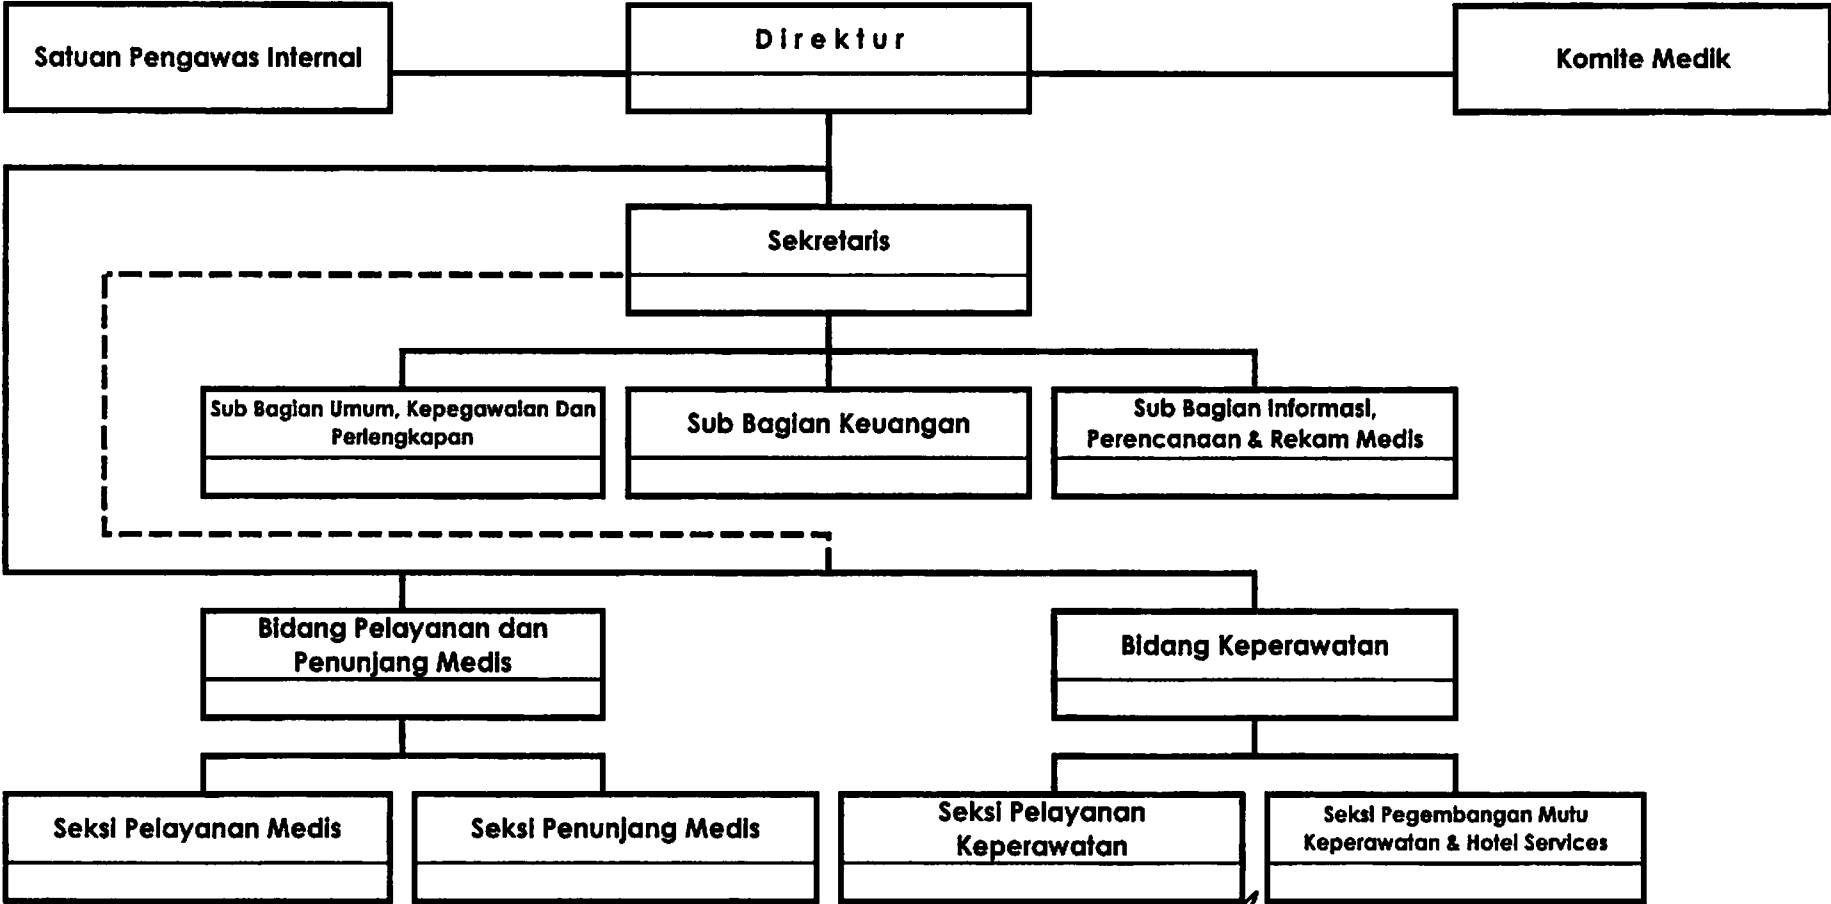 Satuan Pengawas Internal
Direktur
Komite Medik
Sekretaris
Sub Bagian Umum, Kepegawaian Dan
Perlengkapan
Sub Bagian Keuangan
Sub Bagian Informasi,
Perencanaan & Rekam Medis
Bidang Pelayanan dan
Penunjang Medis
Bidang Keperawatan
Seksi Pelayanan Medis
Seksi Penunjang Medis
Seksi Pelayanan
Keperawatan
Seksi Pegembangan Mutu
Keperawatan & Hotel Services